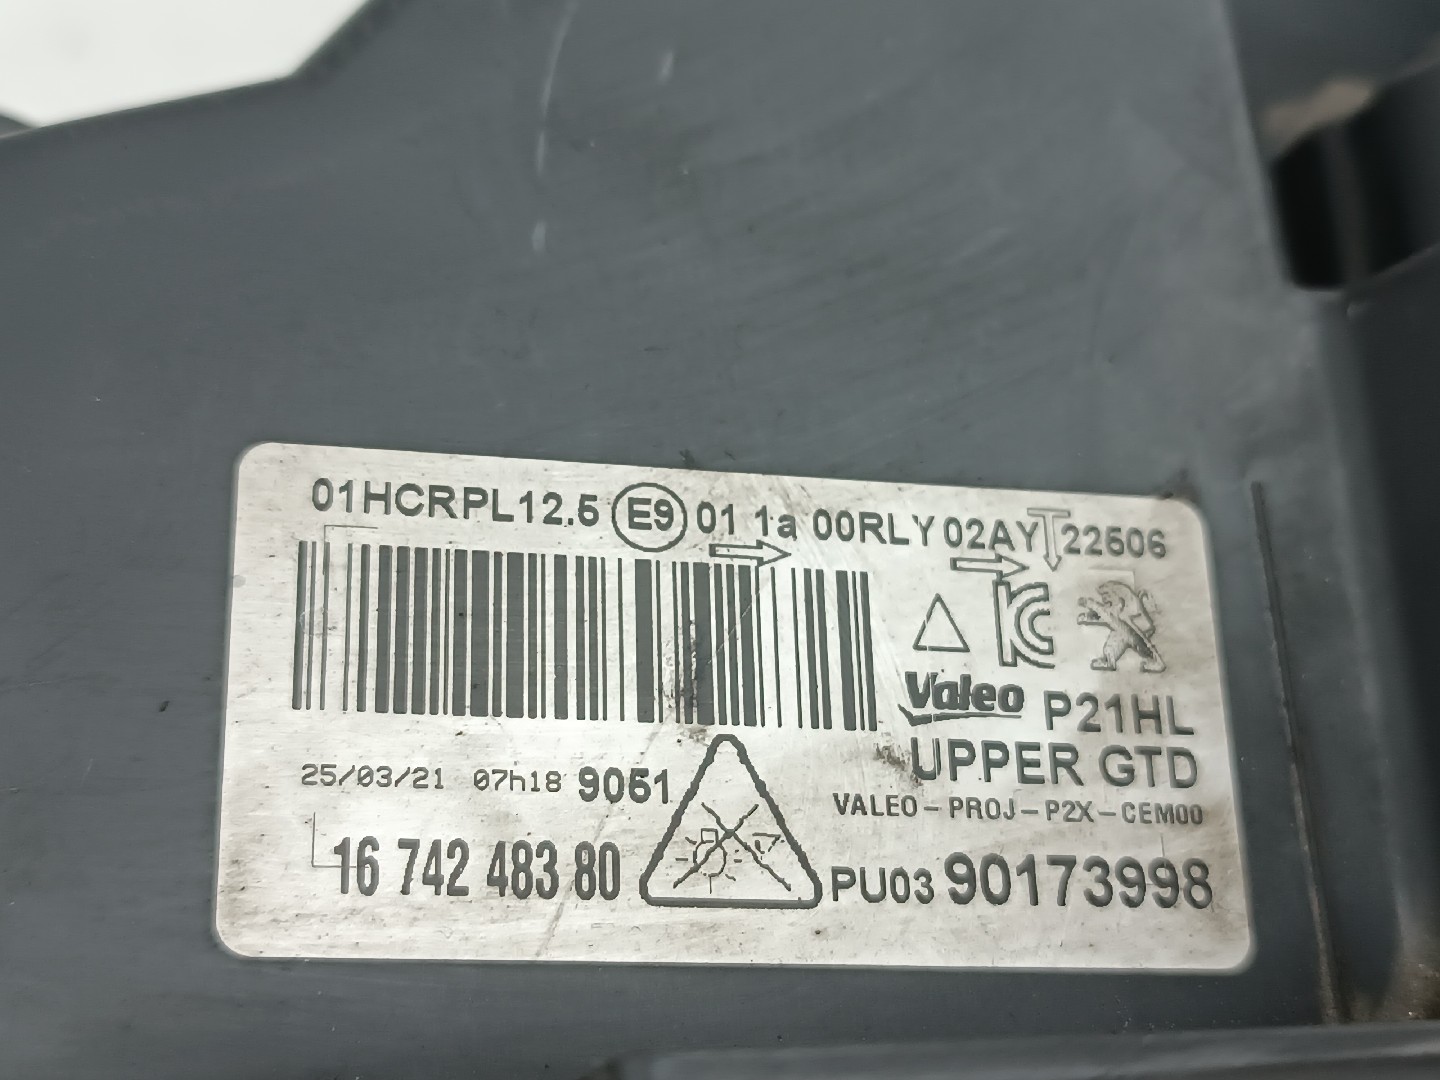 01HCRPL12.5 E9 01 1a 00RLY 02AY 22506
Valeo P21HL
UPPER GTD
25/03/21 07h18 9051
VALEO-PROJ-P2X-CEM00
16 742 483 80
PU03 90173998